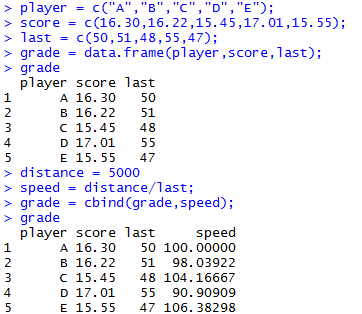 > player = c("A","B","C","D","E");
> score = c(16.30,16.22,15.45,17.01,15.55);
> last = c(50,51,48,55,47);
> grade = data.frame(player,score,last);
> grade
  player score last
1      A 16.30   50
2      B 16.22   51
3      C 15.45   48
4      D 17.01   55
5      E 15.55   47
> distance = 5000
> speed = distance/last;
> grade = cbind(grade,speed);
> grade
  player score last     speed
1      A 16.30   50 100.00000
2      B 16.22   51  98.03922
3      C 15.45   48 104.16667
4      D 17.01   55  90.90909
5      E 15.55   47 106.38298